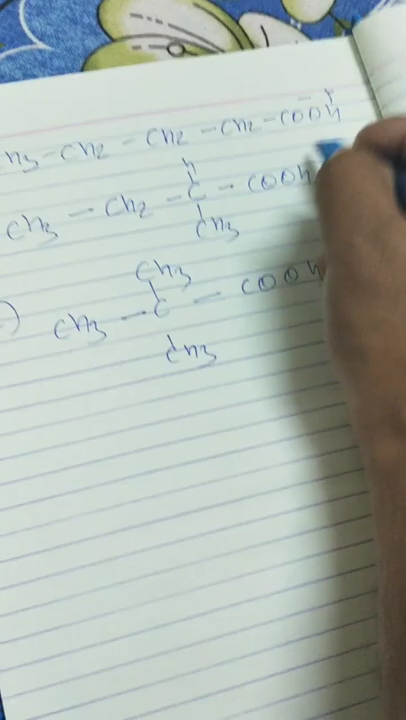 CH3-CH2 - CH2 - CH2 - COOH
H
CH3 - CH2 - C - COOH
CH3
CH3
) CH3 - C - COOH
CH3